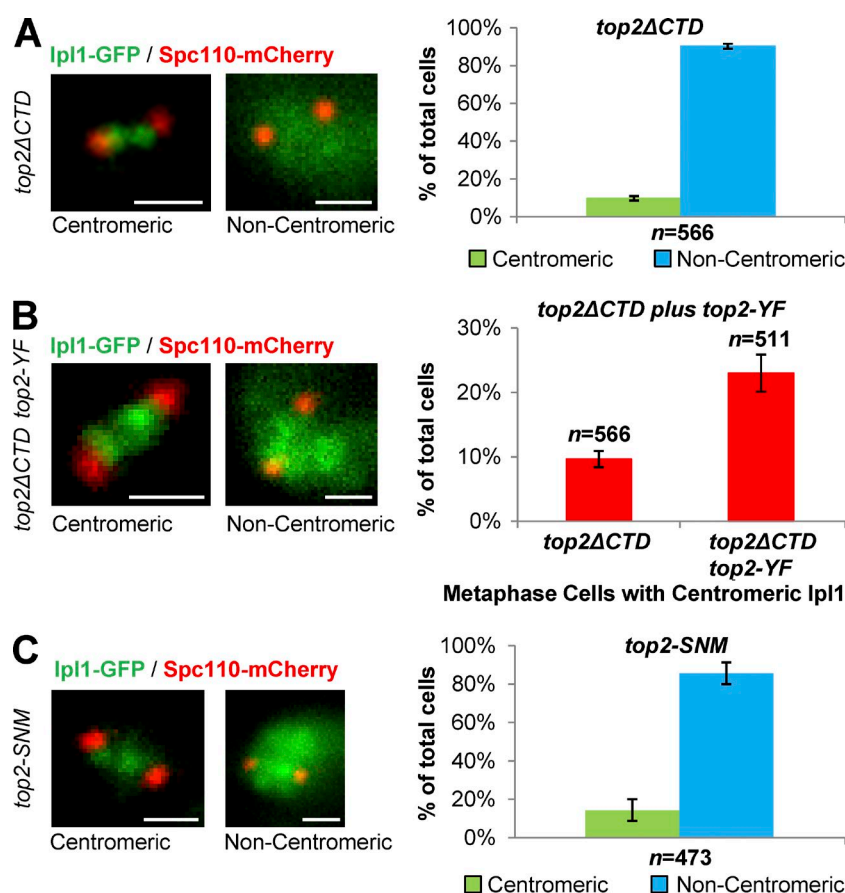 A
Ipl1-GFP / Spc110-mCherry
top2ΔCTD
Centromeric
Non-Centromeric
top2ΔCTD
% of total cells
100%
80%
60%
40%
20%
0%
n=566
Centromeric
Non-Centromeric
B
Ipl1-GFP / Spc110-mCherry
top2ΔCTD top2-YF
Centromeric
Non-Centromeric
top2ΔCTD plus top2-YF
% of total cells
30%
20%
10%
0%
n=566
n=511
top2ΔCTD
top2ΔCTD
top2-YF
Metaphase Cells with Centromeric Ipl1
C
Ipl1-GFP / Spc110-mCherry
top2-SNM
Centromeric
Non-Centromeric
top2-SNM
% of total cells
100%
80%
60%
40%
20%
0%
n=473
Centromeric
Non-Centromeric